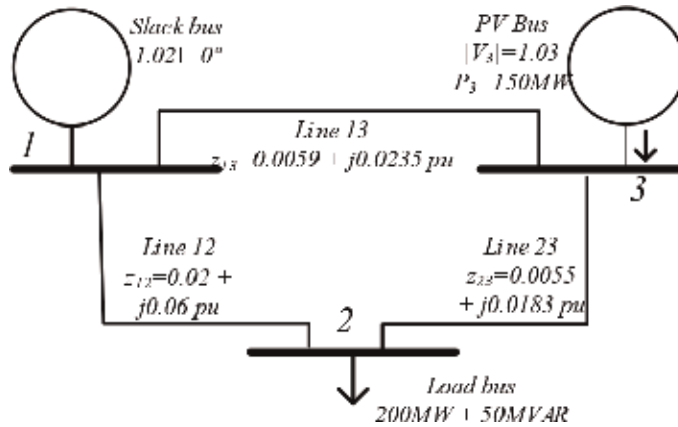 Slack bus
1.02| 0°
PV Bus
|V₃|=1.03
P₃ 150MW
1
Line 13
z₁₃ 0.0059 + j0.0235 pu
3
Line 12
z₁₂=0.02 +
j0.06 pu
Line 23
z₂₃=0.0055
+ j0.0183 pu
2
Load bus
200MW + 50MVAR